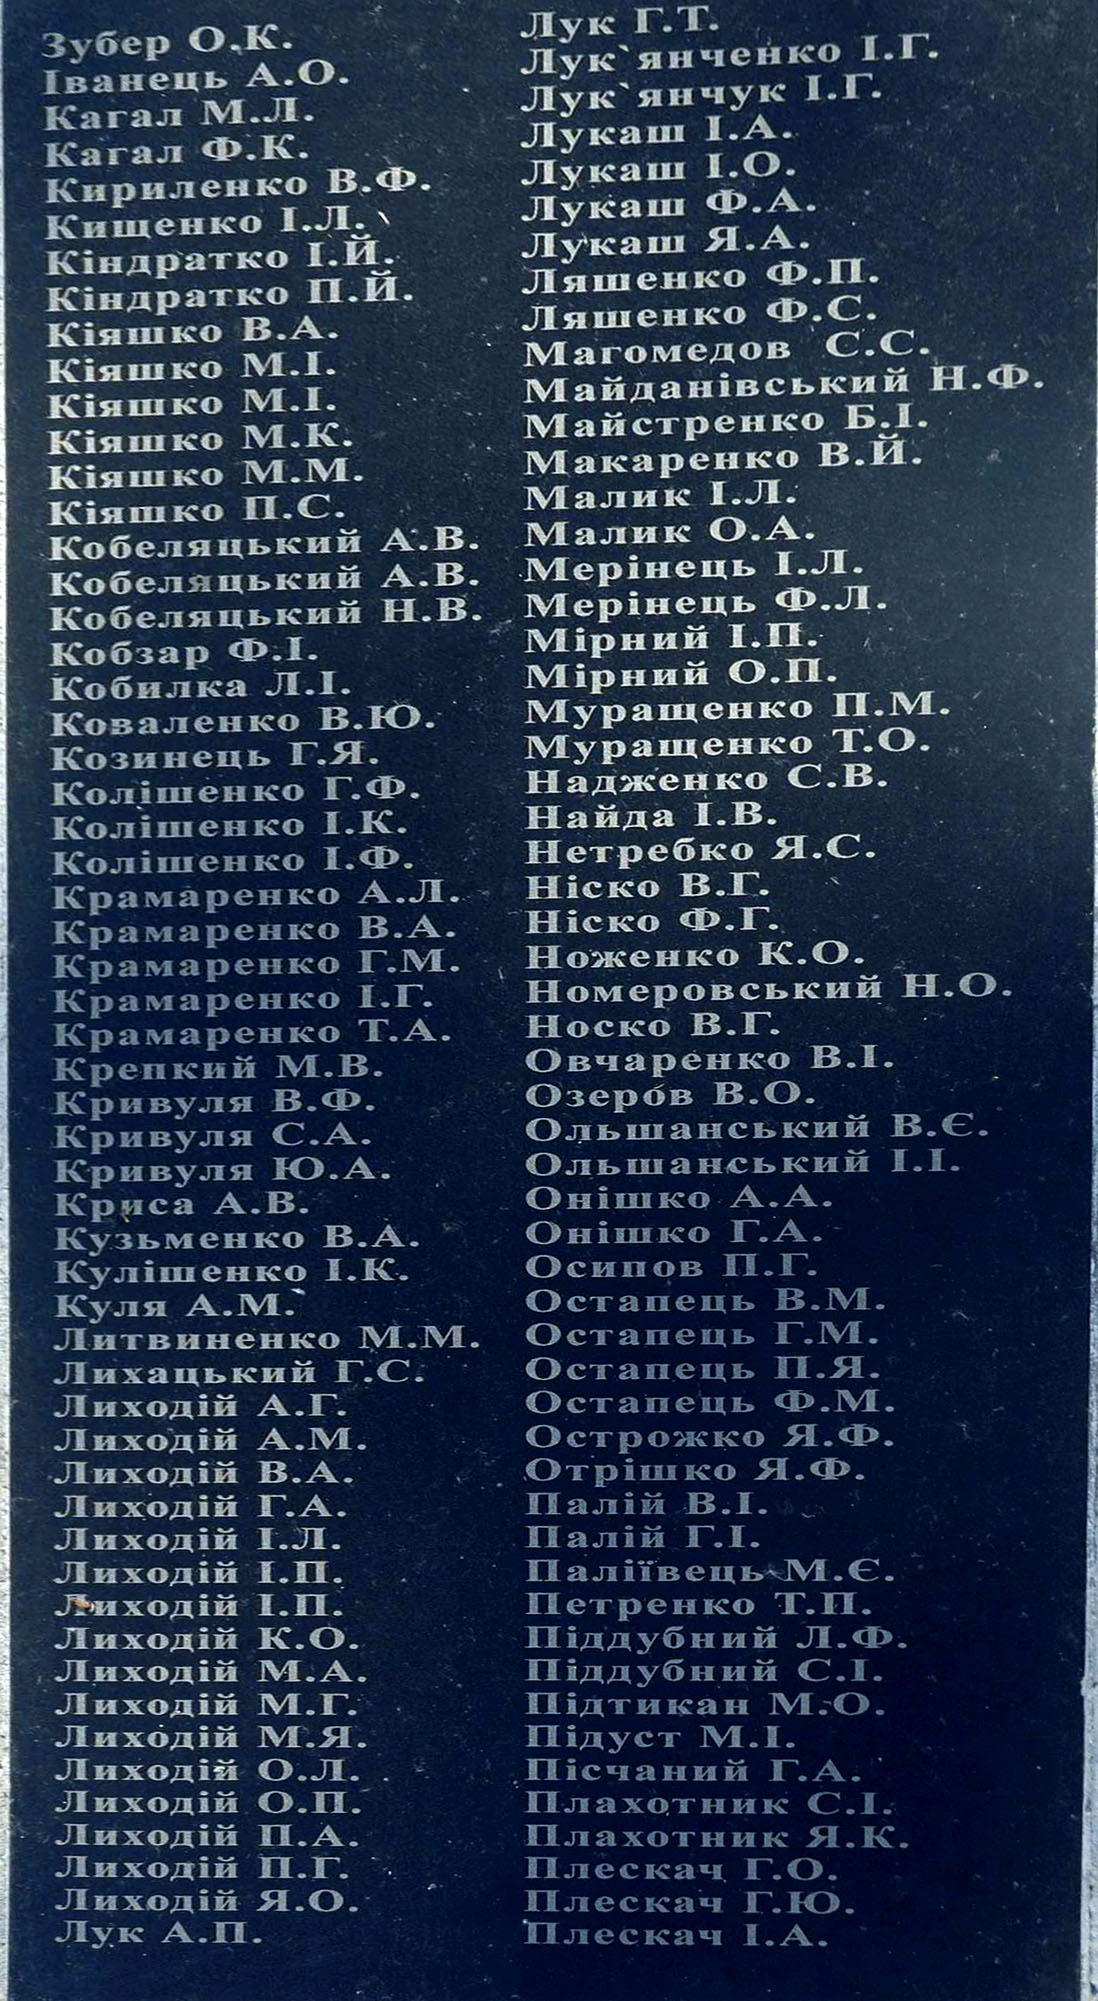 Зубер О.К.
Іванець А.О.
Кагал М.Л.
Кагал Ф.К.
Кириленко В.Ф.
Кищенко І.Л.
Кіндратко І.Й.
Кіндратко П.Й.
Кіяшко В.А.
Кіяшко М.І.
Кіяшко М.І.
Кіяшко М.К.
Кіяшко М.М.
Кіяшко П.С.
Кобеляцький А.В.
Кобеляцький А.В.
Кобеляцький Н.В.
Кобзар Ф.І.
Кобилка Л.І.
Коваленко В.Ю.
Козинець Г.Я.
Колішенко Г.Ф.
Колішенко І.К.
Колішенко І.Ф.
Крамаренко А.Л.
Крамаренко В.А.
Крамаренко Г.М.
Крамаренко І.Г.
Крамаренко Т.А.
Крепкий М.В.
Кривуля В.Ф.
Кривуля С.А.
Кривуля Ю.А.
Криса А.В.
Кузьменко В.А.
Кулішенко І.К.
Куля А.М.
Литвиненко М.М.
Лихацький Г.С.
Лиходій А.Г.
Лиходій А.М.
Лиходій В.А.
Лиходій Г.А.
Лиходій І.Л.
Лиходій І.П.
Лиходій І.П.
Лиходій К.О.
Лиходій М.А.
Лиходій М.Г.
Лиходій М.Я.
Лиходій О.Л.
Лиходій О.П.
Лиходій П.А.
Лиходій П.Г.
Лиходій Я.О.
Лук А.П.
Лук Г.Т.
Лук`янченко І.Г.
Лук`янчук І.Г.
Лукаш І.А.
Лукаш І.О.
Лукаш Ф.А.
Лукаш Я.А.
Ляшенко Ф.П.
Ляшенко Ф.С.
Магомедов С.С.
Майданівський Н.Ф.
Майстренко Б.І.
Макаренко В.Й.
Малик І.Л.
Малик О.А.
Мерінець І.Л.
Мерінець Ф.Л.
Мірний І.П.
Мірний О.П.
Муращенко П.М.
Муращенко Т.О.
Надженко С.В.
Найда І.В.
Нетребко Я.С.
Ніско В.Г.
Ніско Ф.Г.
Ноженко К.О.
Номеровський Н.О.
Носко В.Г.
Овчаренко В.І.
Озеров В.О.
Ольшанський В.Є.
Ольшанський І.І.
Онішко А.А.
Онішко Г.А.
Осипов П.Г.
Остапець В.М.
Остапець Г.М.
Остапець П.Я.
Остапець Ф.М.
Острожко Я.Ф.
Отрішко Я.Ф.
Палій В.І.
Палій Г.І.
Паліївець М.Є.
Петренко Т.П.
Піддубний Л.Ф.
Піддубний С.І.
Підтикан М.О.
Підуст М.І.
Пісчаний Г.А.
Плахотник С.І.
Плахотник Я.К.
Плескач Г.О.
Плескач Г.Ю.
Плескач І.А.